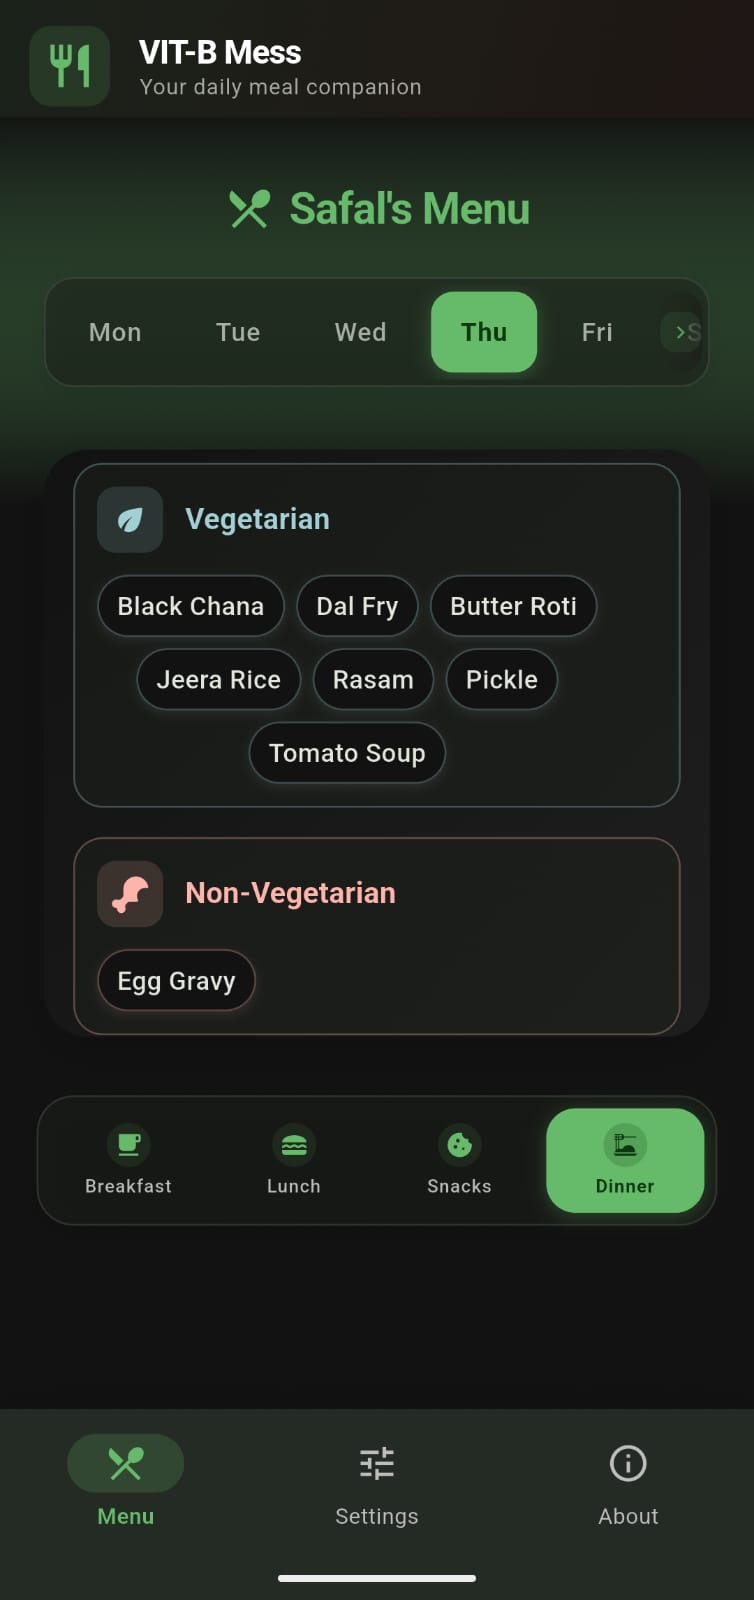 VIT-B Mess
Your daily meal companion
Safal's Menu
Mon Tue Wed Thu Fri S
Vegetarian
Black Chana Dal Fry Butter Roti
Jeera Rice Rasam Pickle
Tomato Soup
Non-Vegetarian
Egg Gravy
Breakfast Lunch Snacks Dinner
Menu Settings About